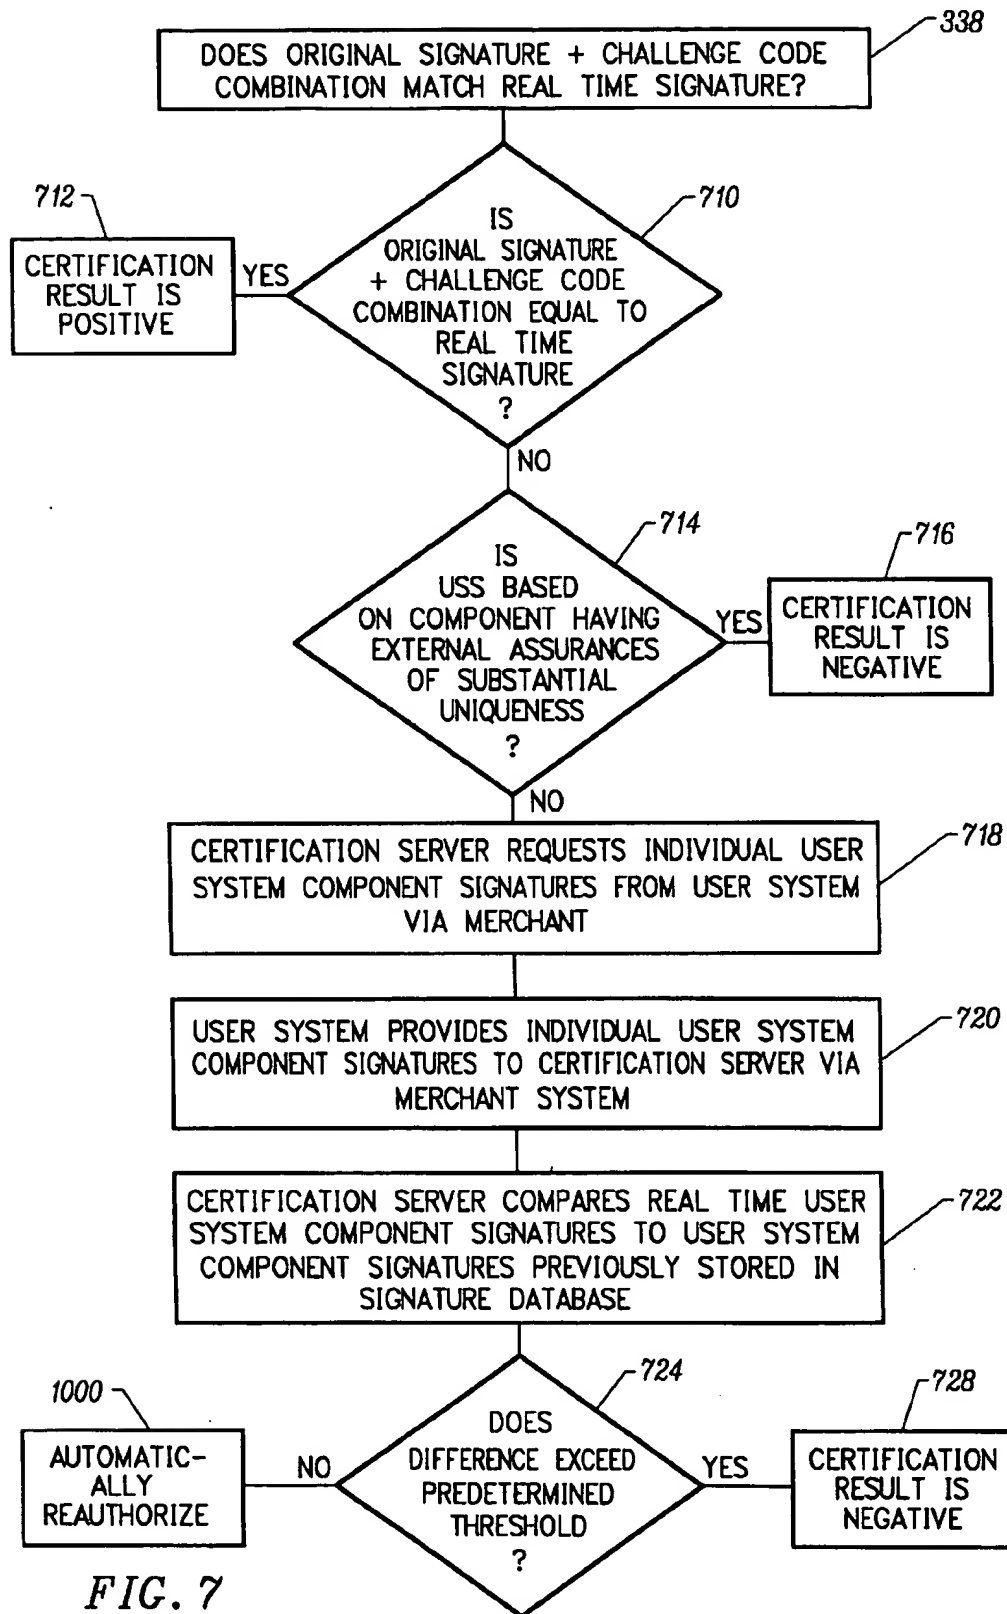 338
DOES ORIGINAL SIGNATURE + CHALLENGE CODE
COMBINATION MATCH REAL TIME SIGNATURE?
710
IS
ORIGINAL SIGNATURE
+ CHALLENGE CODE
COMBINATION EQUAL TO
REAL TIME
SIGNATURE
?
712
YES
CERTIFICATION
RESULT IS
POSITIVE
NO
714
IS
USS BASED
ON COMPONENT HAVING
EXTERNAL ASSURANCES
OF SUBSTANTIAL
UNIQUENESS
?
YES
716
CERTIFICATION
RESULT IS
NEGATIVE
NO
718
CERTIFICATION SERVER REQUESTS INDIVIDUAL USER
SYSTEM COMPONENT SIGNATURES FROM USER SYSTEM
VIA MERCHANT
720
USER SYSTEM PROVIDES INDIVIDUAL USER SYSTEM
COMPONENT SIGNATURES TO CERTIFICATION SERVER VIA
MERCHANT SYSTEM
722
CERTIFICATION SERVER COMPARES REAL TIME USER
SYSTEM COMPONENT SIGNATURES TO USER SYSTEM
COMPONENT SIGNATURES PREVIOUSLY STORED IN
SIGNATURE DATABASE
724
DOES
DIFFERENCE EXCEED
PREDETERMINED
THRESHOLD
?
NO
1000
AUTOMATIC-
ALLY
REAUTHORIZE
YES
728
CERTIFICATION
RESULT IS
NEGATIVE
FIG. 7